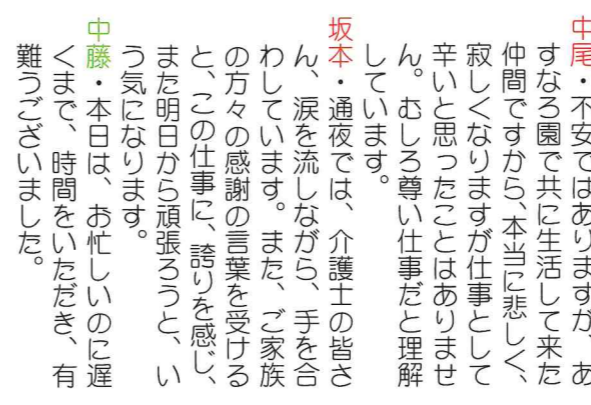 中尾・不安ではありますが、あ
すなろ園で共に生活して来た
仲間ですから、本当に悲しく、
寂しくなりますが仕事として
辛いと思ったことはありませ
ん。むしろ尊い仕事だと理解
しています。
坂本・通夜では、介護士の皆さ
ん、涙を流しながら、手を合
わしています。また、ご家族
の方々の感謝の言葉を受ける
と、この仕事に、誇りを感じ、
また明日から頑張ろうと、い
う気になります。
中藤・本日は、お忙しいのに遅
くまで、時間をいただき、有
難うございました。